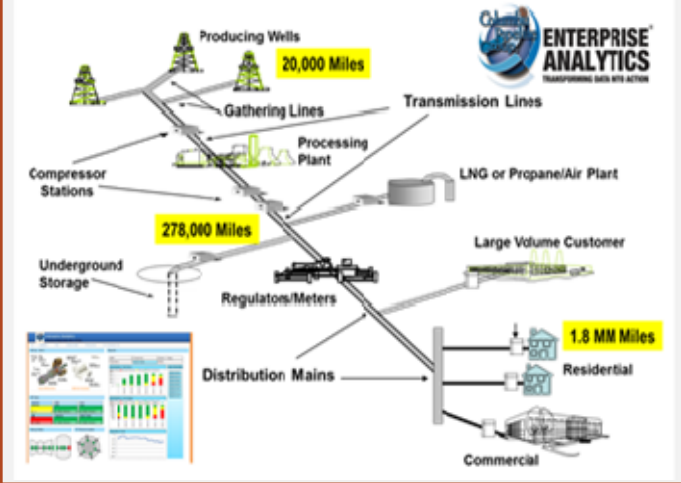 Producing Wells
20,000 Miles
ENTERPRISE
ANALYTICS
TRANSFORMING DATA INTO ACTION
Gathering Lines
Transmission Lines
Processing
Plant
Compressor
Stations
LNG or Propane/Air Plant
278,000 Miles
Large Volume Customer
Underground
Storage
Regulators/Meters
1.8 MM Miles
Residential
Distribution Mains
Commercial